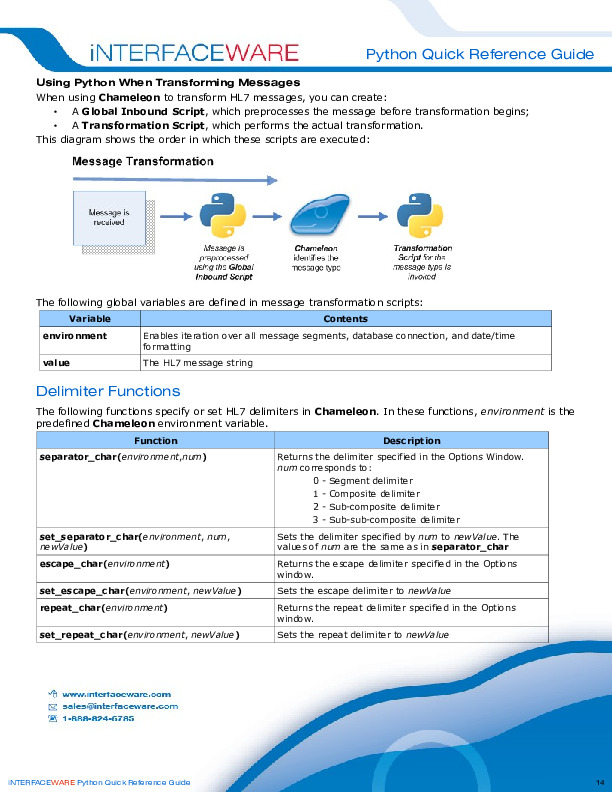 iNTERFACEWARE
Python Quick Reference Guide
Using Python When Transforming Messages
When using Chameleon to transform HL7 messages, you can create:
• A Global Inbound Script, which preprocesses the message before transformation begins;
• A Transformation Script, which performs the actual transformation.
This diagram shows the order in which these scripts are executed:
Message Transformation
Message is
received
Message is
preprocessed
using the Global
Inbound Script
Chameleon
identifies the
message type
Transformation
Script for the
message type is
invoked
The following global variables are defined in message transformation scripts:
Variable Contents
environment Enables iteration over all message segments, database connection, and date/time
formatting
value The HL7 message string
Delimiter Functions
The following functions specify or set HL7 delimiters in Chameleon. In these functions, environment is the
predefined Chameleon environment variable.
Function Description
separator_char(environment,num) Returns the delimiter specified in the Options Window.
num corresponds to:
0 - Segment delimiter
1 - Composite delimiter
2 - Sub-composite delimiter
3 - Sub-sub-composite delimiter
set_separator_char(environment, num, Sets the delimiter specified by num to newValue. The
newValue) values of num are the same as in separator_char
escape_char(environment) Returns the escape delimiter specified in the Options
window.
set_escape_char(environment, newValue) Sets the escape delimiter to newValue
repeat_char(environment) Returns the repeat delimiter specified in the Options
window.
set_repeat_char(environment, newValue) Sets the repeat delimiter to newValue
www.interfaceware.com
sales@interfaceware.com
1-888-824-6785
iNTERFACEWARE Python Quick Reference Guide 14